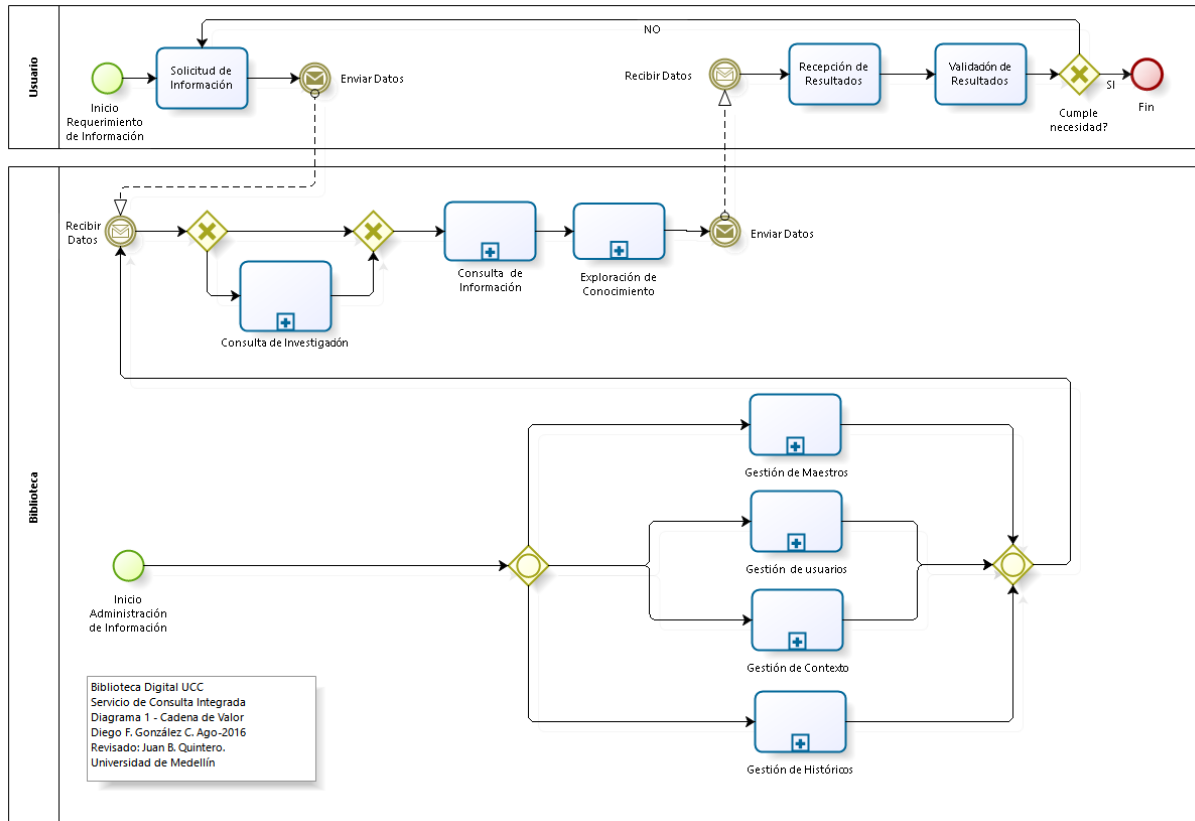 Usuario
NO
Solicitud de
Información
Enviar Datos
Inicio
Requerimiento
de Información
Recibir Datos
Recepción de
Resultados
Validación de
Resultados
SI
Cumple
necesidad?
Fin
Biblioteca
Recibir
Datos
Consulta de Investigación
Consulta de
Información
Exploración de
Conocimiento
Enviar Datos
Gestión de Maestros
Gestión de usuarios
Gestión de Contexto
Gestión de Históricos
Inicio
Administración
de Información
Biblioteca Digital UCC
Servicio de Consulta Integrada
Diagrama 1 - Cadena de Valor
Diego F. González C. Ago-2016
Revisado: Juan B. Quintero.
Universidad de Medellín